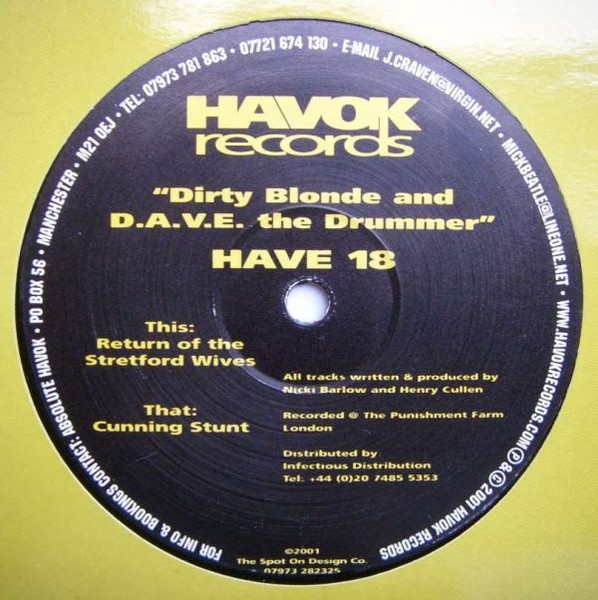 HAVOK
records
"Dirty Blonde and
D.A.V.E. the Drummer"
HAVE 18
This:
Return of the
Stretford Wives
That:
Cunning Stunt
All tracks written & produced by
Nicki Barlow and Henry Cullen
Recorded @ The Punishment Farm
London
Distributed by
Infectious Distribution
Tel: +44 (0)20 7485 5353
©2001
The Spot On Design Co.
07973 282325
FOR INFO & BOOKINGS CONTACT: ABSOLUTE HAVOK • PO BOX 56 • MANCHESTER • M21 0EJ • TEL: 07973 781 863 • 07721 674 130 • E-MAIL J.CRAVEN@VIRGIN.NET • MICKBEATLE@LINEONE.NET • WWW.HAVOKRECORDS.COM ℗ & © 2001 HAVOK RECORDS